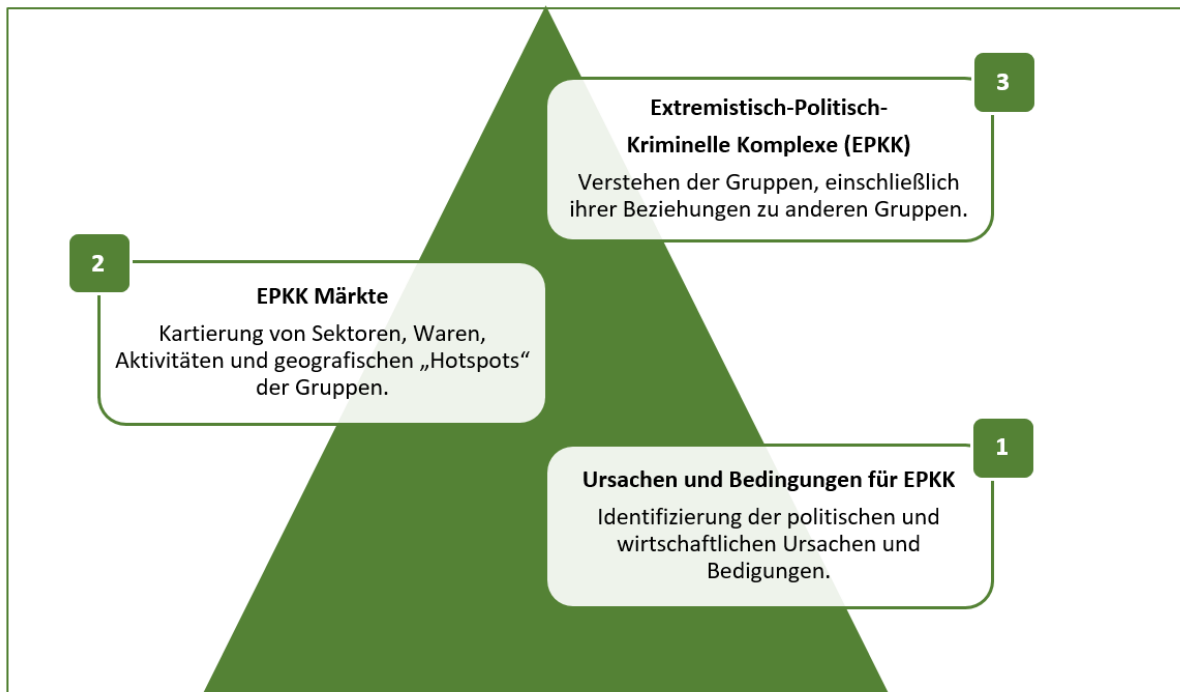 3
Extremistisch-Politisch-
Kriminelle Komplexe (EPKK)
Verstehen der Gruppen, einschließlich
ihrer Beziehungen zu anderen Gruppen.
2
EPKK Märkte
Kartierung von Sektoren, Waren,
Aktivitäten und geografischen „Hotspots“
der Gruppen.
1
Ursachen und Bedingungen für EPKK
Identifizierung der politischen und
wirtschaftlichen Ursachen und
Bedigungen.